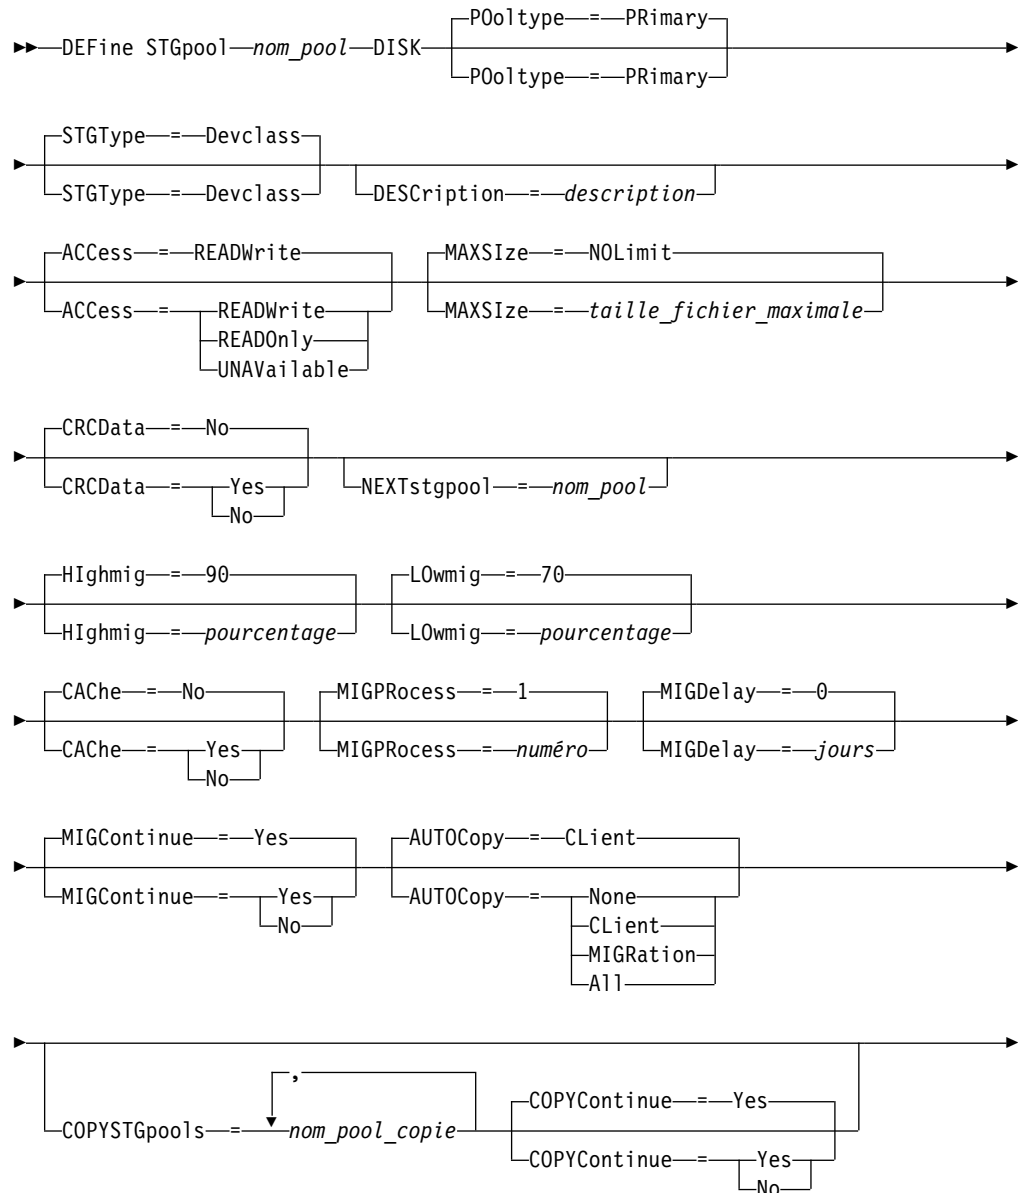 POoltype = PRimary
DEFine STGpool nom_pool DISK
POoltype = PRimary
STGType = Devclass
STGType = Devclass
DESCription = description
ACCess = READWrite
ACCess = READWrite
READOnly
UNAVailable
MAXSIze = NOLimit
MAXSIze = taille_fichier_maximale
CRCData = No
CRCData = Yes
No
NEXTstgpool = nom_pool
HIghmig = 90
HIghmig = pourcentage
LOwmig = 70
LOwmig = pourcentage
CAChe = No
CAChe = Yes
No
MIGPRocess = 1
MIGPRocess = numéro
MIGDelay = 0
MIGDelay = jours
MIGContinue = Yes
MIGContinue = Yes
No
AUTOCopy = CLient
AUTOCopy = None
CLient
MIGRation
All
,
COPYSTGpools = nom_pool_copie
COPYContinue = Yes
COPYContinue = Yes
No